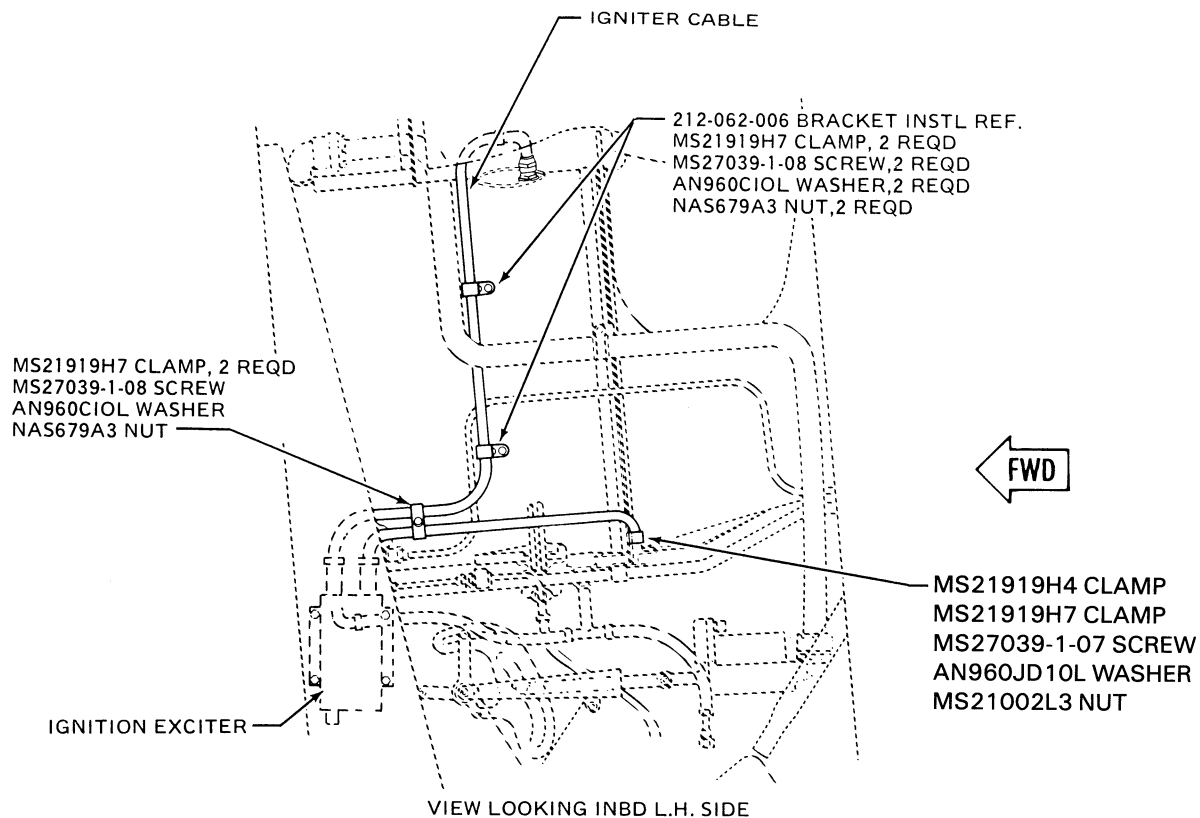 IGNITER CABLE
212-062-006 BRACKET INSTL REF.
MS21919H7 CLAMP, 2 REQD
MS27039-1-08 SCREW,2 REQD
AN960CIOL WASHER,2 REQD
NAS679A3 NUT,2 REQD
MS21919H7 CLAMP, 2 REQD
MS27039-1-08 SCREW
AN960CIOL WASHER
NAS679A3 NUT
FWD
MS21919H4 CLAMP
MS21919H7 CLAMP
MS27039-1-07 SCREW
AN960JD10L WASHER
MS21002L3 NUT
IGNITION EXCITER
VIEW LOOKING INBD L.H. SIDE